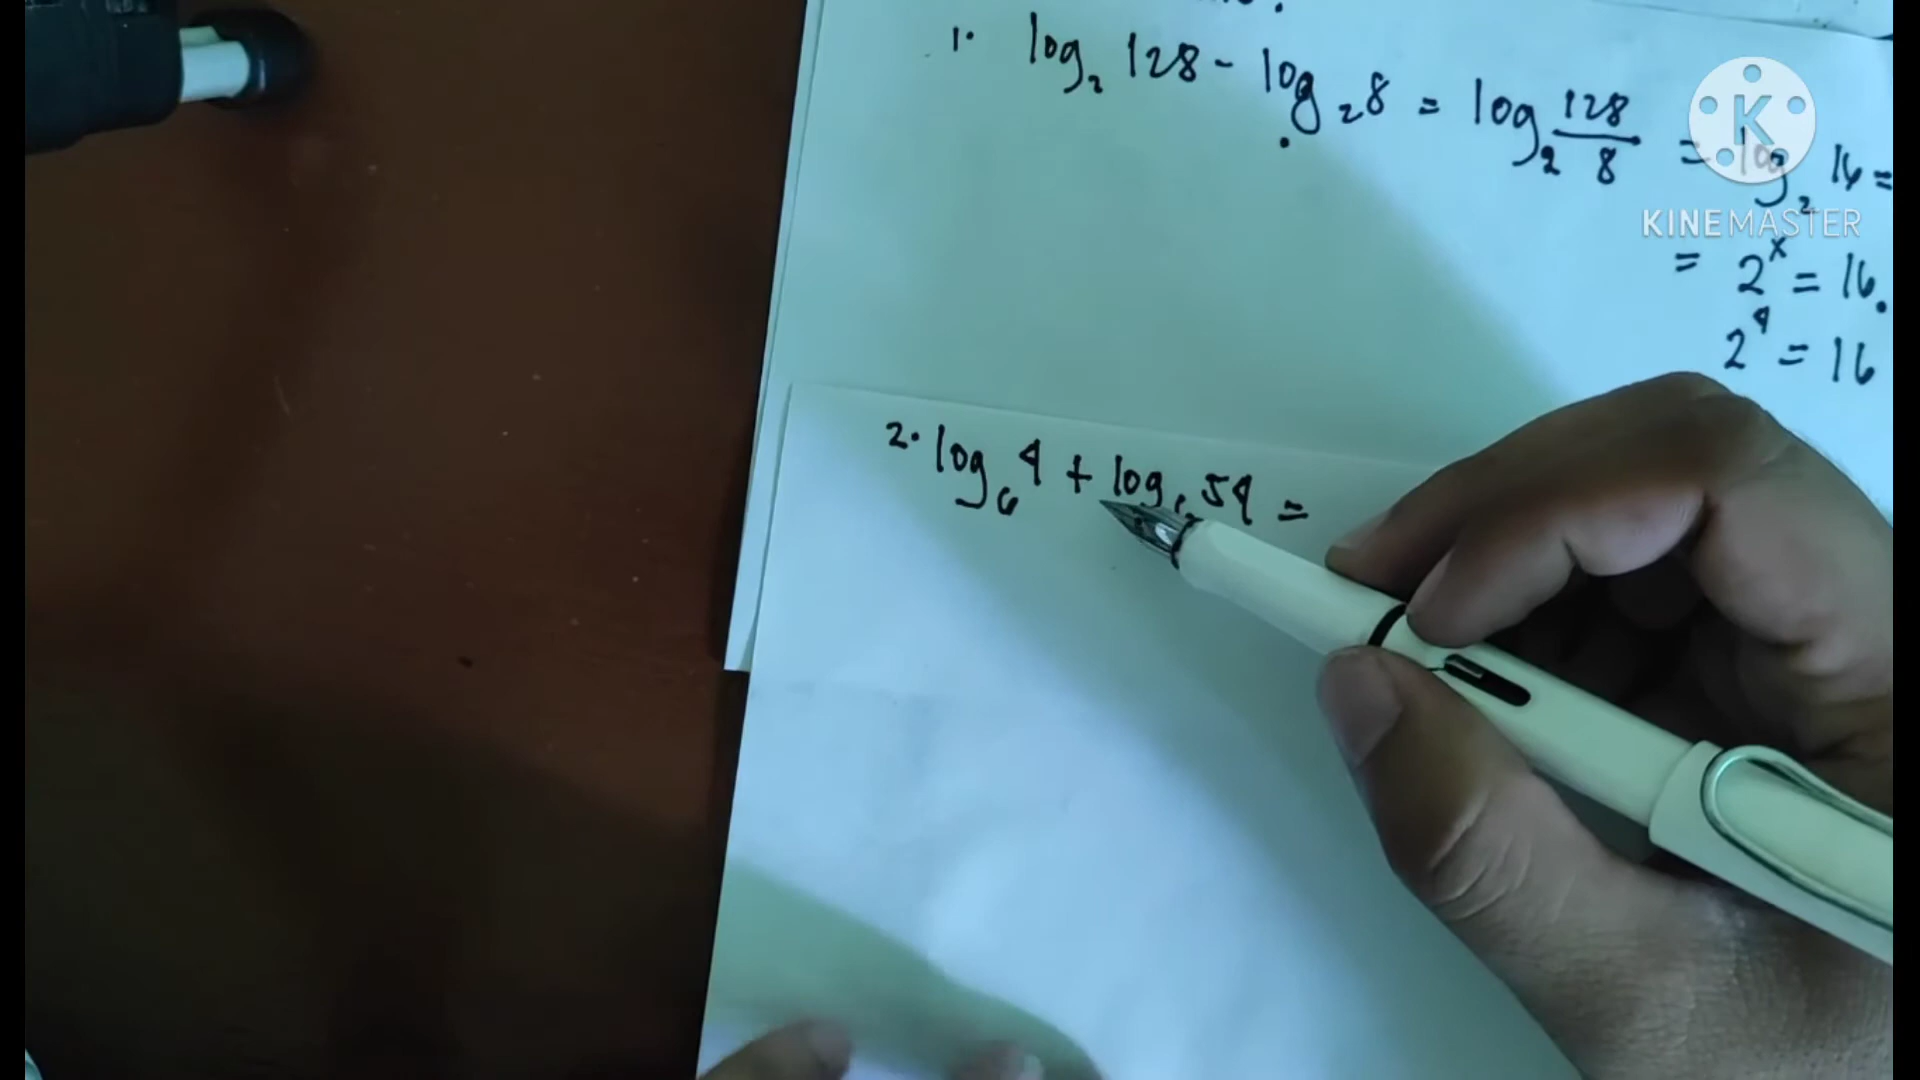 1. log₂ 128 - log₂ 8 = log₂ 128/8 = log₂ 16 =
= 2ˣ = 16.
2⁴ = 16
2. log₆ 4 + log₆ 54 =
K
KINEMASTER